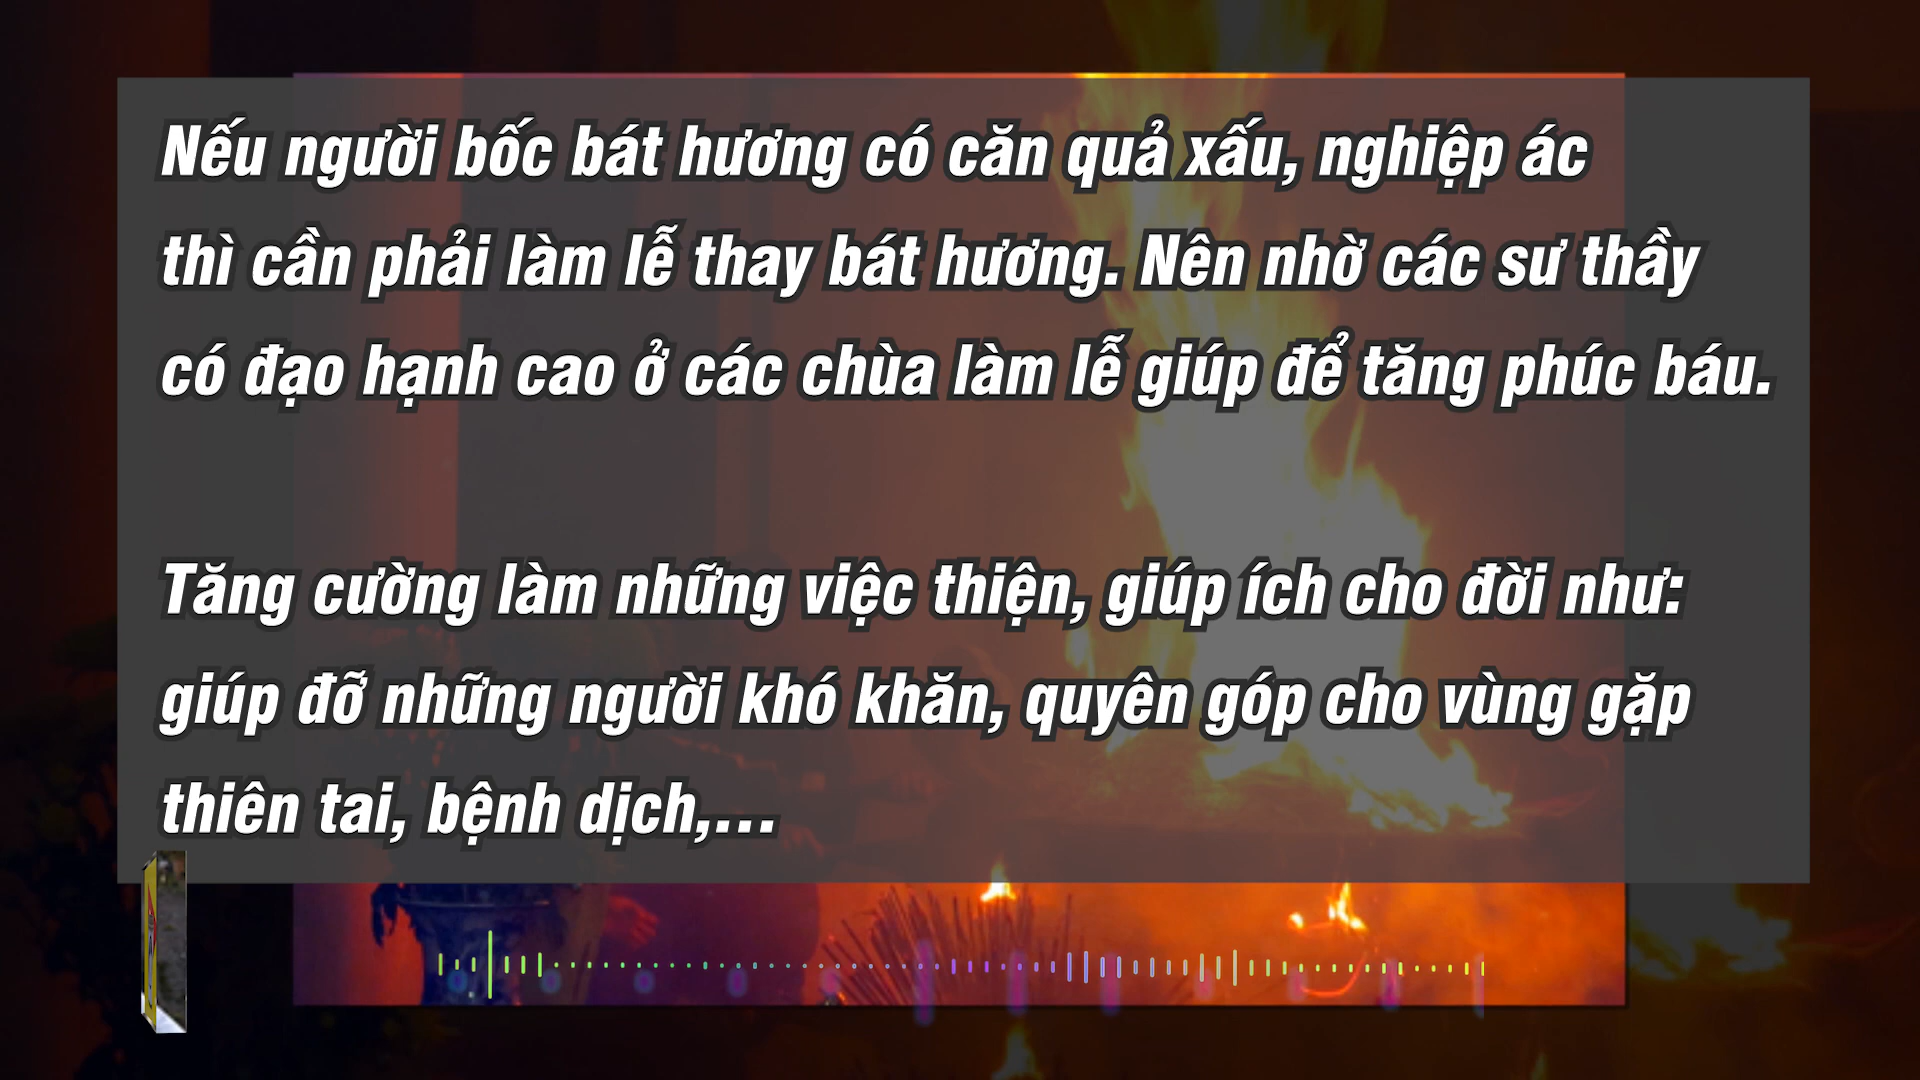 Nếu người bốc bát hương có căn quả xấu, nghiệp ác
thì cần phải làm lễ thay bát hương. Nên nhờ các sư thầy
có đạo hạnh cao ở các chùa làm lễ giúp để tăng phúc báu.
Tăng cường làm những việc thiện, giúp ích cho đời như:
giúp đỡ những người khó khăn, quyên góp cho vùng gặp
thiên tai, bệnh dịch,...